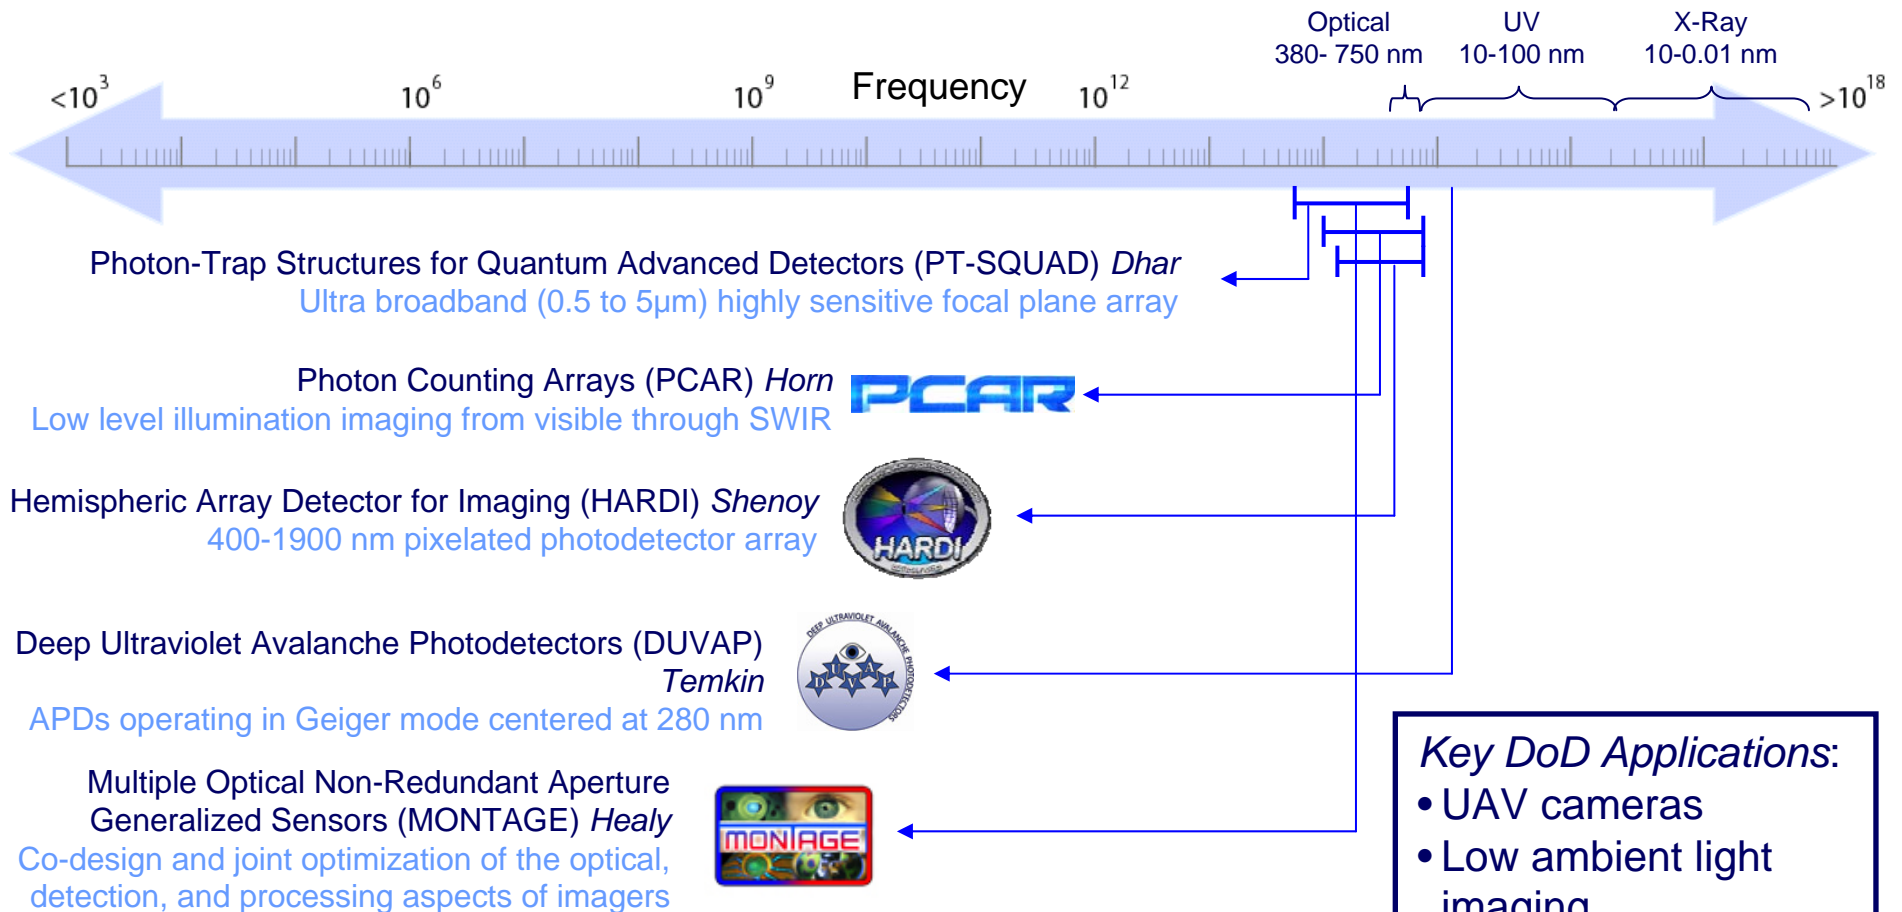 Optical
380- 750 nm
UV
10-100 nm
X-Ray
10-0.01 nm
<10³
10⁶
10⁹
Frequency
10¹²
>10¹⁸
Photon-Trap Structures for Quantum Advanced Detectors (PT-SQUAD) Dhar
Ultra broadband (0.5 to 5µm) highly sensitive focal plane array
Photon Counting Arrays (PCAR) Horn
Low level illumination imaging from visible through SWIR
PCAR
Hemispheric Array Detector for Imaging (HARDI) Shenoy
400-1900 nm pixelated photodetector array
HARDI
Deep Ultraviolet Avalanche Photodetectors (DUVAP)
Temkin
APDs operating in Geiger mode centered at 280 nm
DEEP ULTRAVIOLET AVALANCHE PHOTODETECTORS
DUVAP
Multiple Optical Non-Redundant Aperture
Generalized Sensors (MONTAGE) Healy
Co-design and joint optimization of the optical,
detection, and processing aspects of imagers
MONTAGE
Key DoD Applications:
• UAV cameras
• Low ambient light
imaging